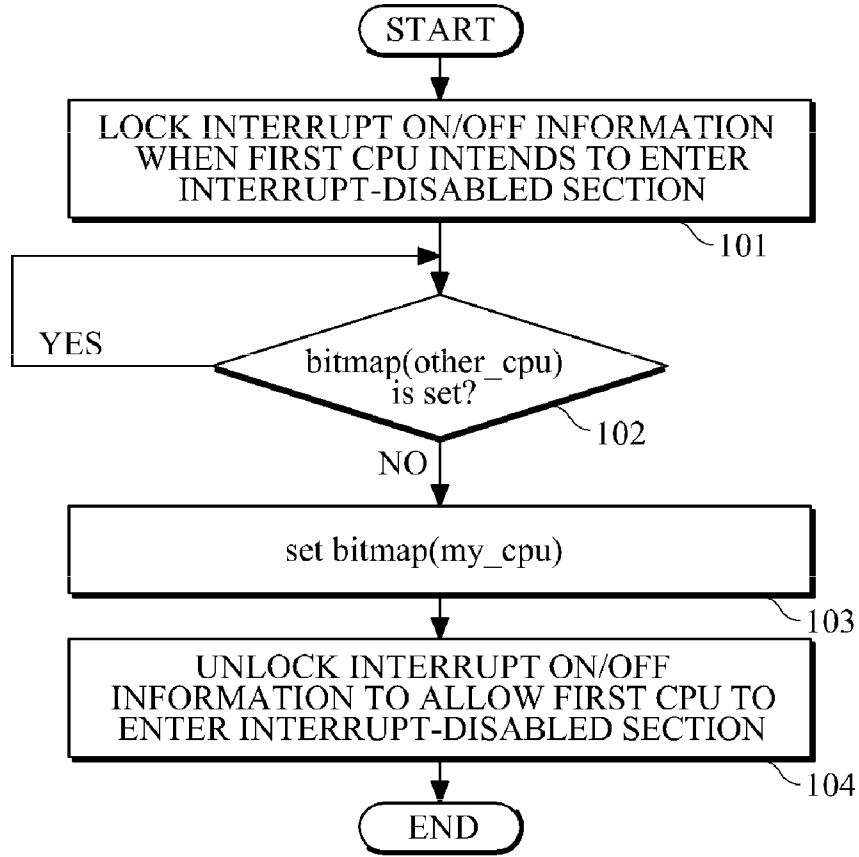 START
LOCK INTERRUPT ON/OFF INFORMATION
WHEN FIRST CPU INTENDS TO ENTER
INTERRUPT-DISABLED SECTION
101
YES
bitmap(other_cpu)
is set?
102
NO
set bitmap(my_cpu)
103
UNLOCK INTERRUPT ON/OFF
INFORMATION TO ALLOW FIRST CPU TO
ENTER INTERRUPT-DISABLED SECTION
104
END